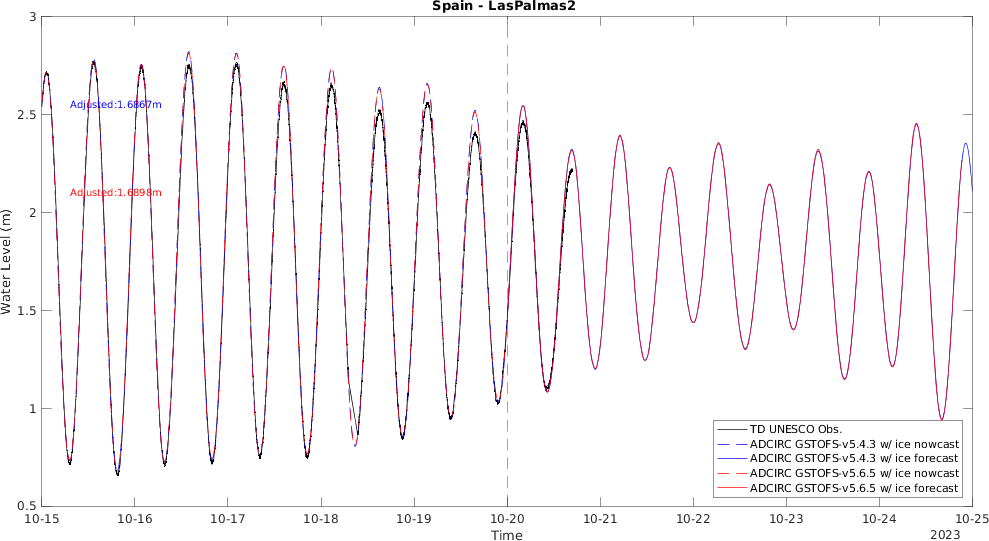 Spain - LasPalmas2
3
2.5
2
1.5
1
0.5
Water Level (m)
Adjusted:1.6867m
Adjusted:1.6898m
TD UNESCO Obs.
ADCIRC GSTOFS-v5.4.3 w/ ice nowcast
ADCIRC GSTOFS-v5.4.3 w/ ice forecast
ADCIRC GSTOFS-v5.6.5 w/ ice nowcast
ADCIRC GSTOFS-v5.6.5 w/ ice forecast
10-15 10-16 10-17 10-18 10-19 10-20 10-21 10-22 10-23 10-24 10-25
Time
2023